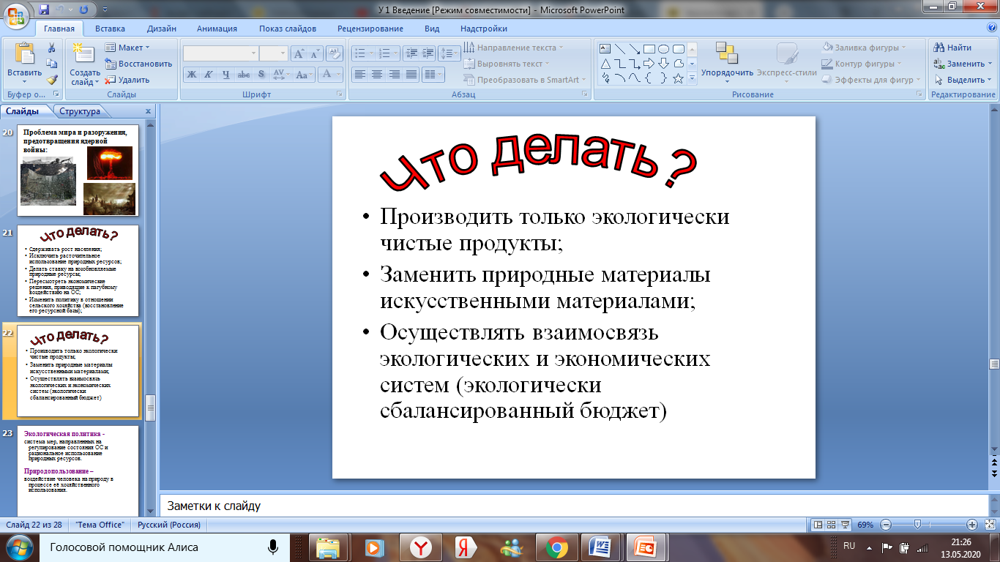 У 1 Введение [Режим совместимости] - Microsoft PowerPoint
Главная Вставка Дизайн Анимация Показ слайдов Рецензирование Вид Надстройки
Вставить
Буфер о...
Создать слайд
Макет
Восстановить
Удалить
Слайды
Ж К Ч abc S AV Aa A
Шрифт
Направление текста
Выровнять текст
Преобразовать в SmartArt
Абзац
Упорядочить
Экспресс-стили
Заливка фигуры
Контур фигуры
Эффекты для фигур
Рисование
Найти
Заменить
Выделить
Редактирование
Слайды Структура x
20
Проблема мира и разоружения,
предотвращения ядерной
войны:
21
Что делать?
• Сдерживать рост населения;
• Исключить расточительное
использование природных ресурсов;
• Делать ставку на возобновляемые
природные ресурсы;
• Пересмотреть экономические
решения, приводящие к пагубному
воздействию на ОС;
• Изменить политику в отношении
сельского хозяйства (восстановление
его ресурсной базы);
22
Что делать?
• Производить только экологически
чистые продукты;
• Заменить природные материалы
искусственными материалами;
• Осуществлять взаимосвязь
экологических и экономических
систем (экологически
сбалансированный бюджет)
23
Экологическая политика -
система мер, направленных на
регулирование состояния ОС и
рациональное использование
природных ресурсов.
Природопользование –
воздействие человека на природу в
процессе её хозяйственного
использования.
Что делать?
• Производить только экологически
чистые продукты;
• Заменить природные материалы
искусственными материалами;
• Осуществлять взаимосвязь
экологических и экономических
систем (экологически
сбалансированный бюджет)
Заметки к слайду
Слайд 22 из 28 "Тема Office" Русский (Россия) 69%
Голосовой помощник Алиса
RU
21:26
13.05.2020